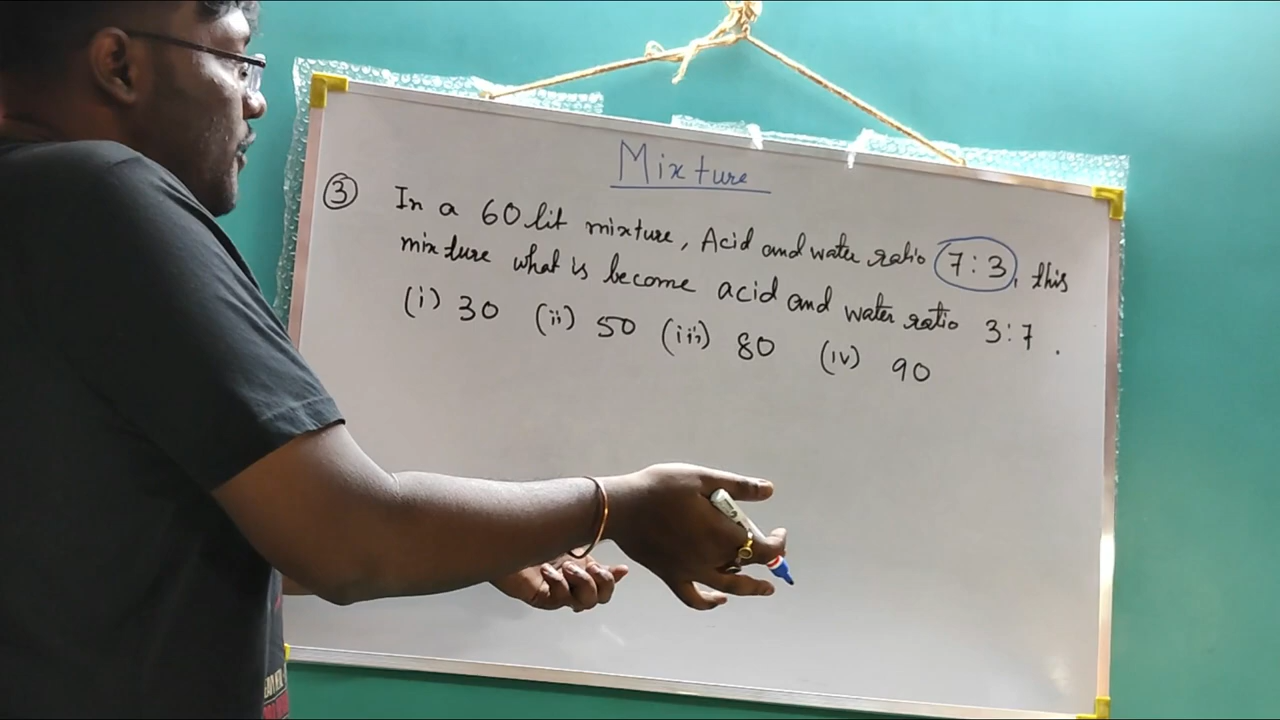 Mixture
③ In a 60 lit mixture, Acid and water ratio 7:3, this
mixture what is become acid and water ratio 3:7.
(i) 30 (ii) 50 (iii) 80 (iv) 90